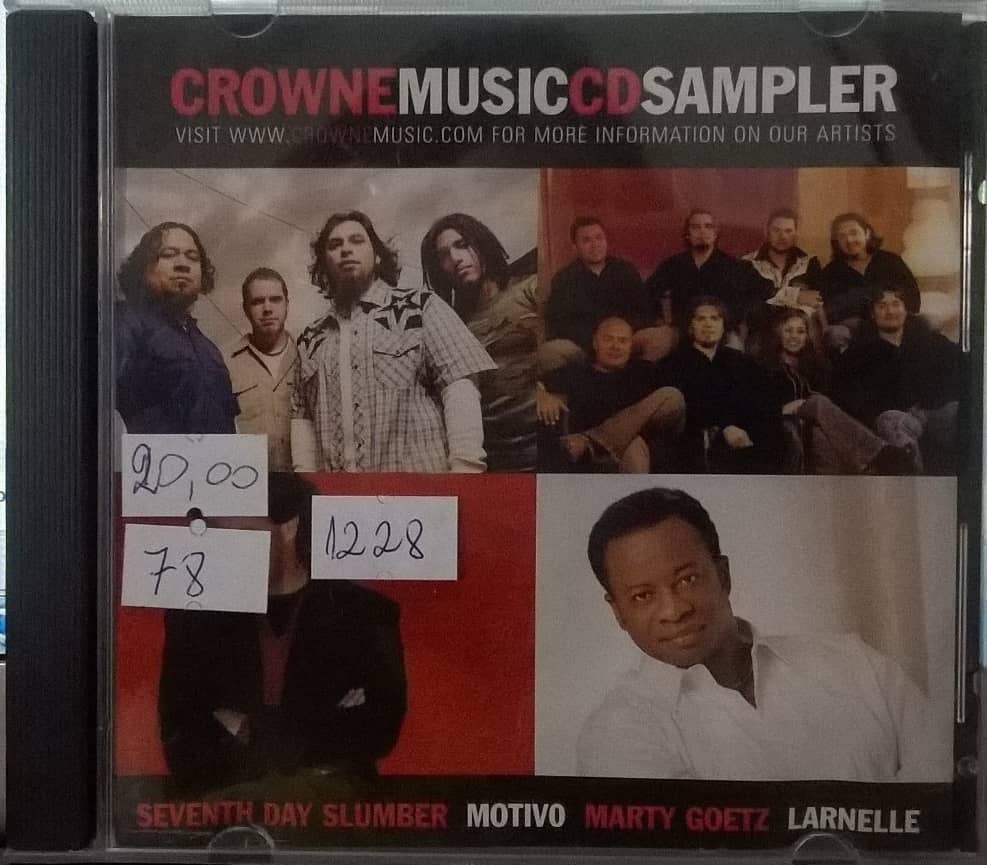 CROWNEMUSICCDSAMPLER
VISIT WWW.CROWNEMUSIC.COM FOR MORE INFORMATION ON OUR ARTISTS
20,00
1228
78
SEVENTH DAY SLUMBER MOTIVO MARTY GOETZ LARNELLE